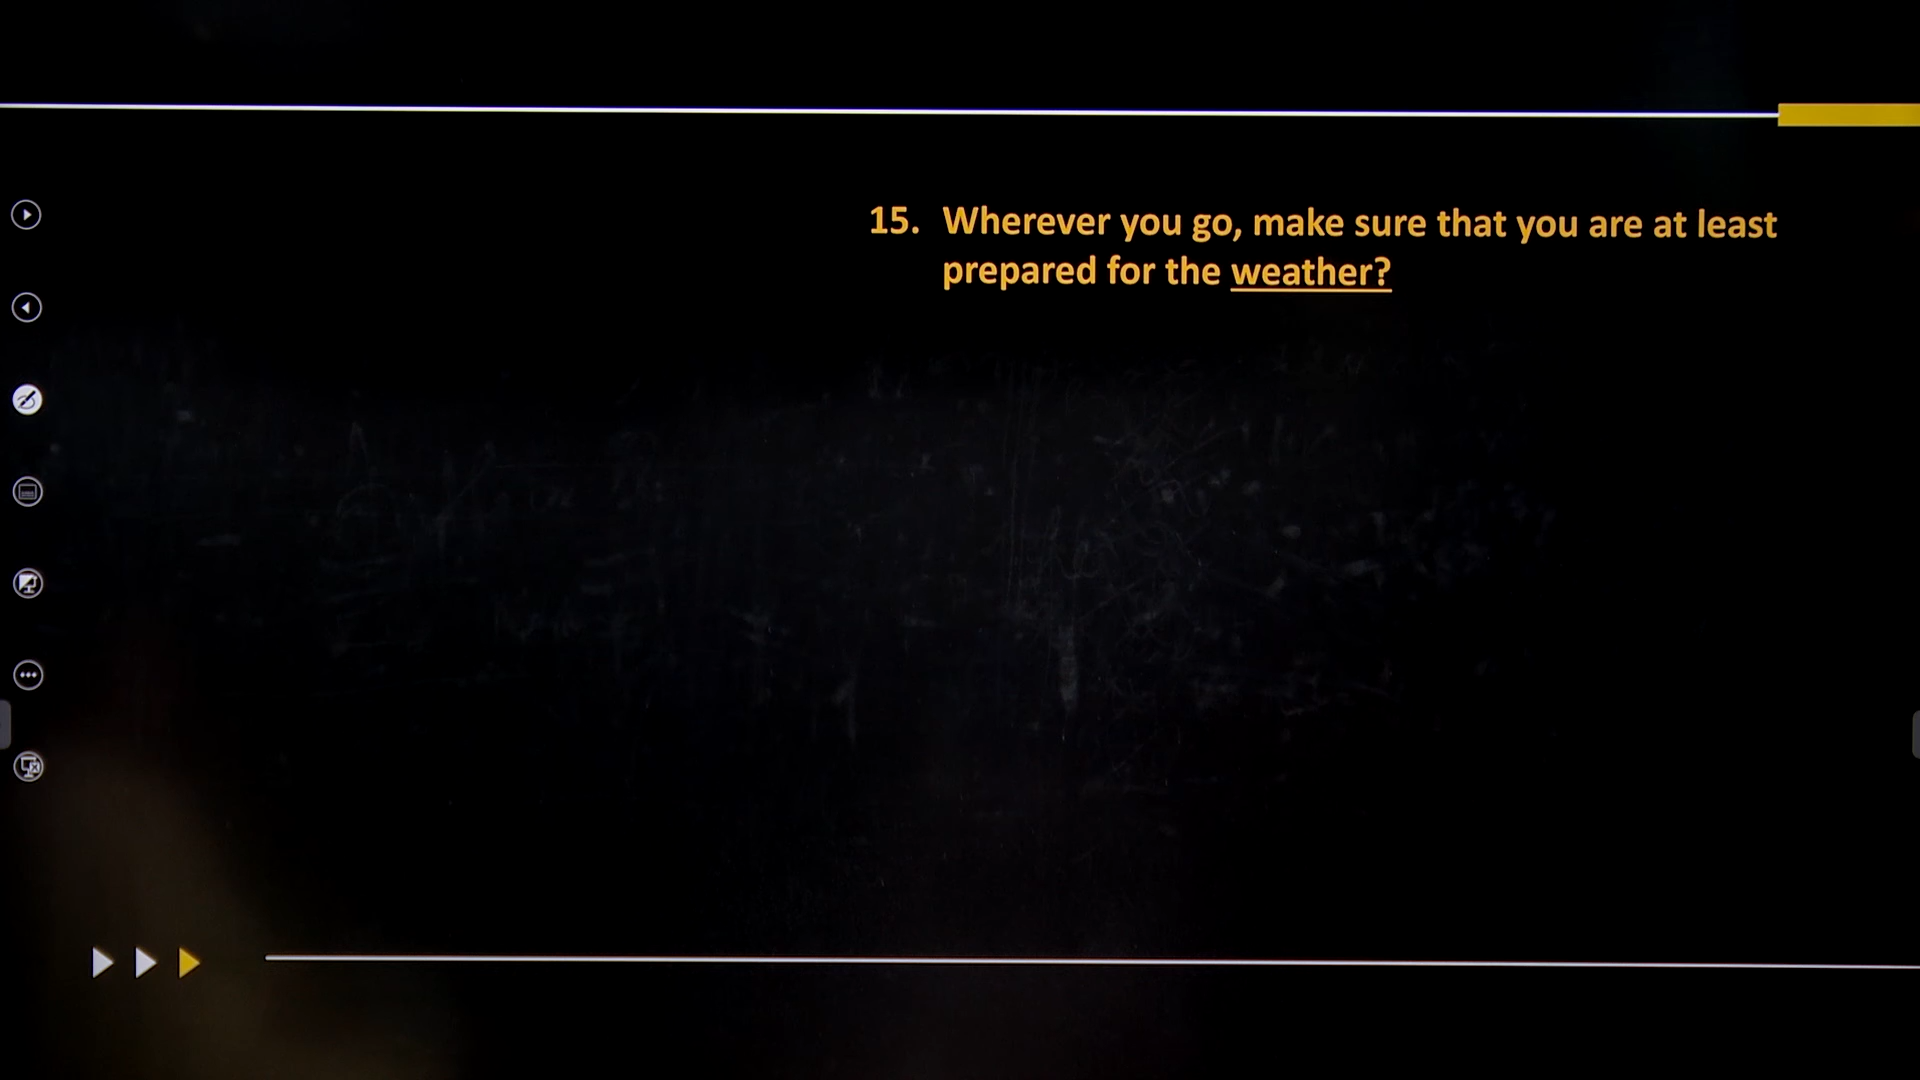 15. Wherever you go, make sure that you are at least
prepared for the weather?